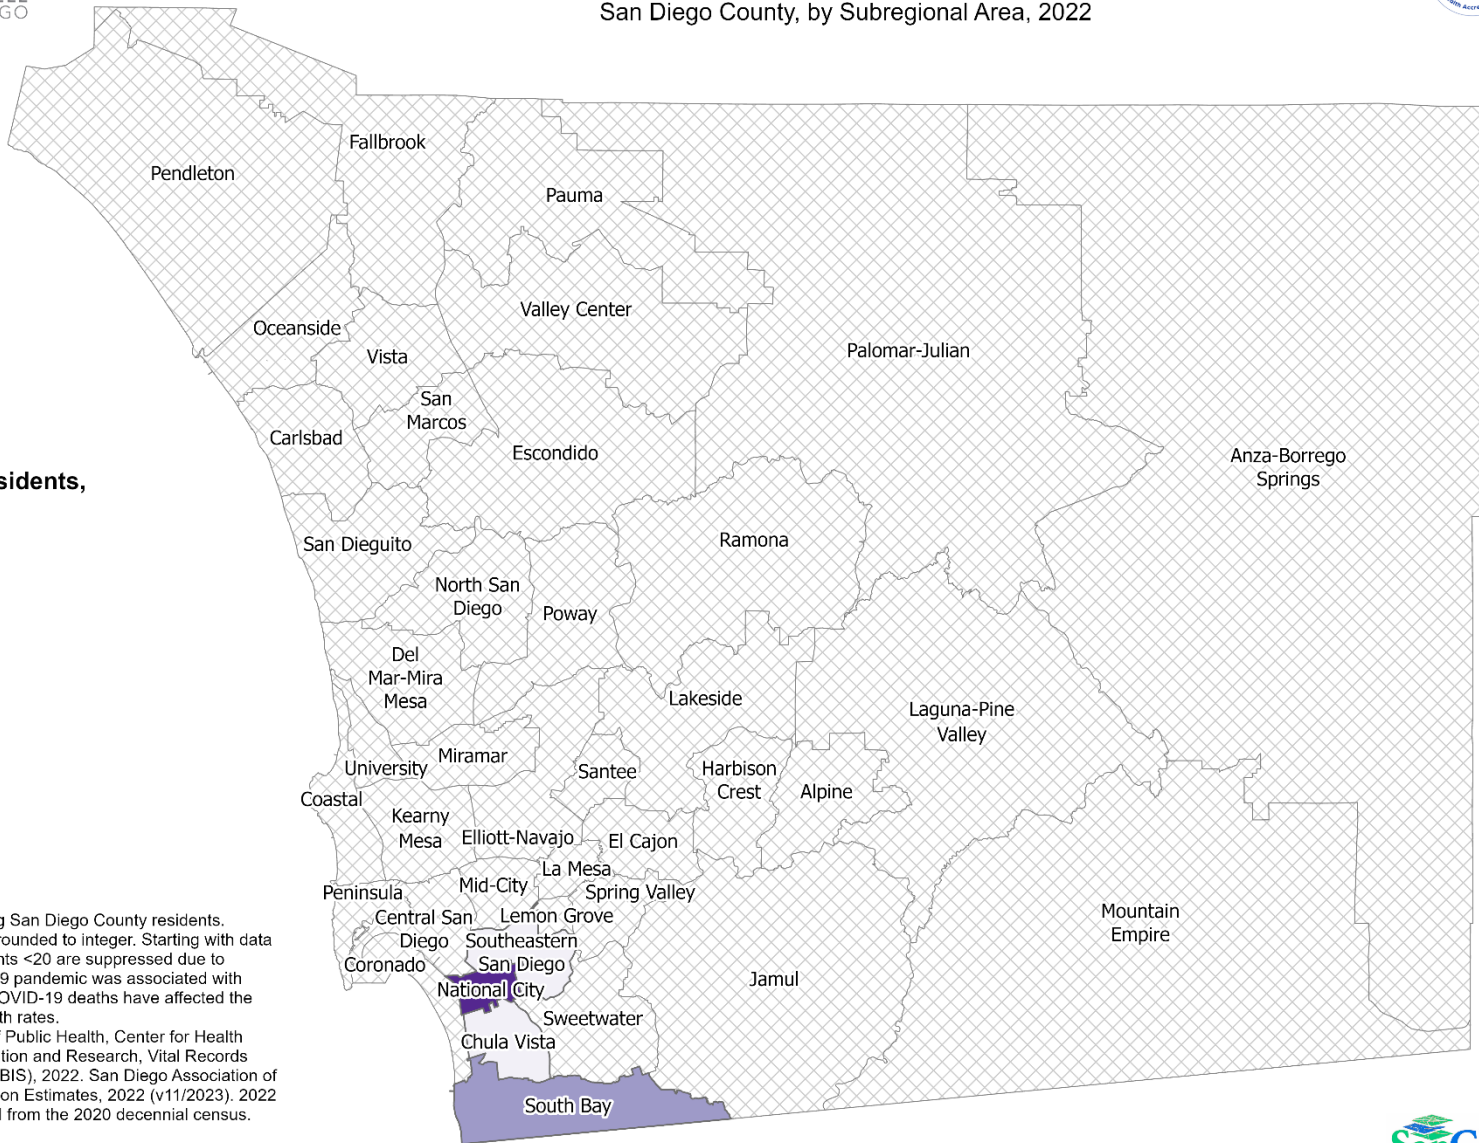 GO
San Diego County, by Subregional Area, 2022
Fallbrook
Pendleton
Pauma
Valley Center
Oceanside
Vista
Palomar-Julian
San
Marcos
Carlsbad
Escondido
Anza-Borrego
Springs
sidents,
San Dieguito
Ramona
North San
Diego
Poway
Del
Mar-Mira
Mesa
Lakeside
Laguna-Pine
Valley
Miramar
University
Santee
Harbison
Crest
Alpine
Coastal
Kearny
Mesa
Elliott-Navajo
El Cajon
La Mesa
Mid-City
Peninsula
Spring Valley
Central San
Diego
Lemon Grove
Mountain
Empire
Southeastern
San Diego
Coronado
Jamul
National City
Sweetwater
Chula Vista
South Bay
g San Diego County residents.
rounded to integer. Starting with data
nts <20 are suppressed due to
9 pandemic was associated with
OVID-19 deaths have affected the
th rates.
Public Health, Center for Health
tion and Research, Vital Records
BIS), 2022. San Diego Association of
on Estimates, 2022 (v11/2023). 2022
from the 2020 decennial census.